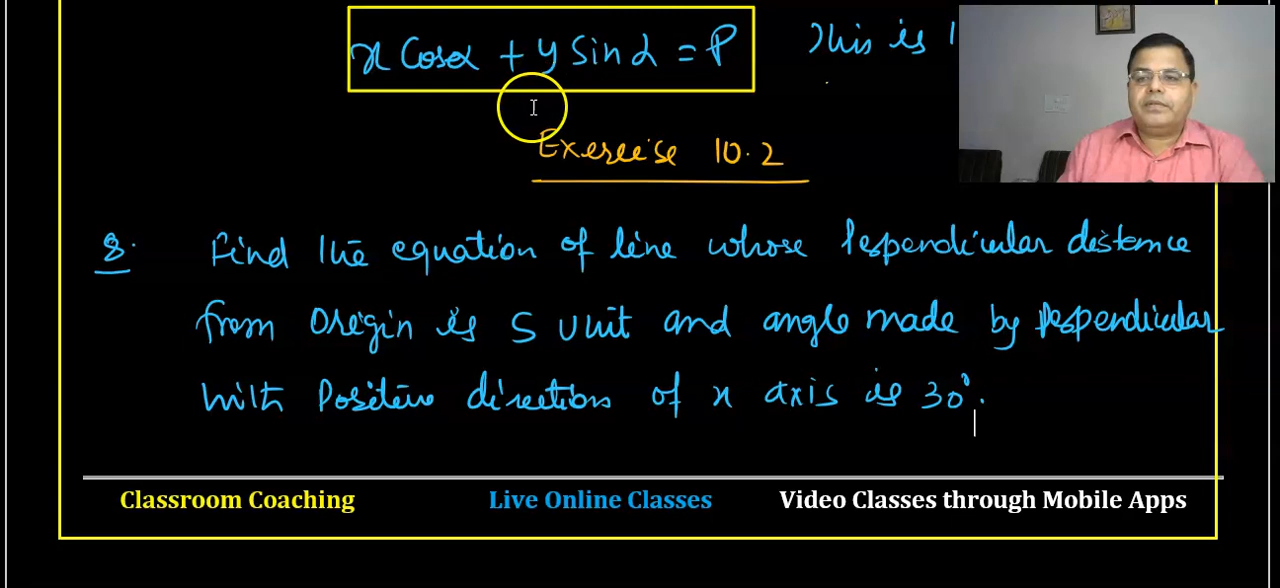 x Cosα + y Sin α = P This is
Exercise 10.2
Q. Find the equation of line whose perpendicular distance
from origin is 5 unit and angle made by perpendicular
with Positive direction of x axis is 30°.
Classroom Coaching Live Online Classes Video Classes through Mobile Apps